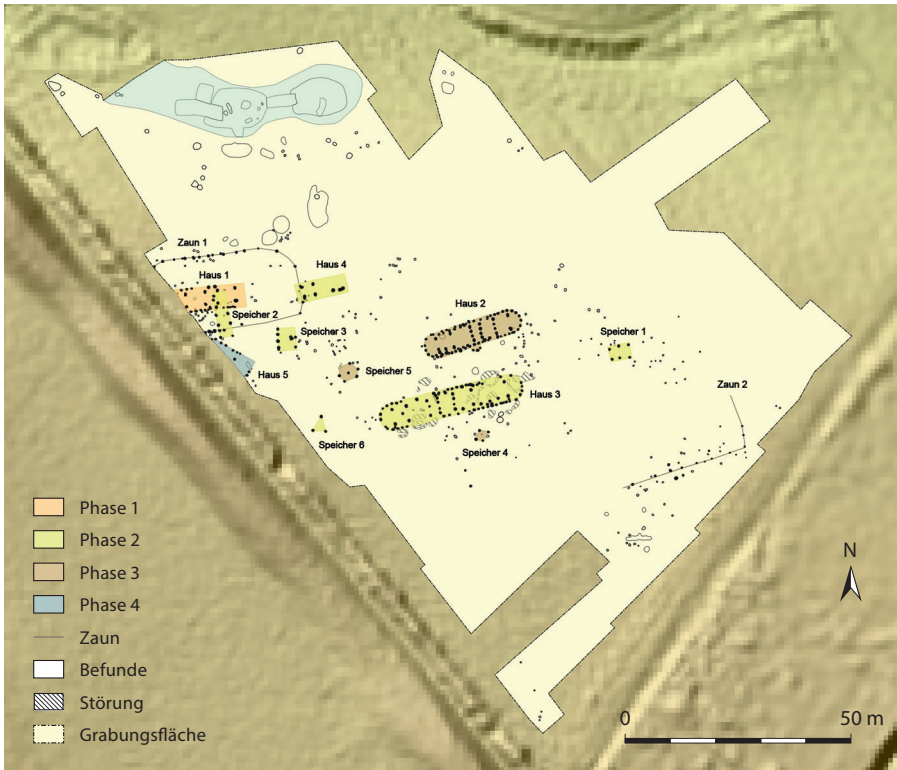 Zaun 1
Haus 1
Haus 4
Speicher 2
Haus 2
Speicher 3
Speicher 1
Haus 5
Speicher 5
Zaun 2
Haus 3
Speicher 6
Speicher 4
Phase 1
Phase 2
Phase 3
Phase 4
Zaun
Befunde
Störung
Grabungsfläche
N
0 50 m